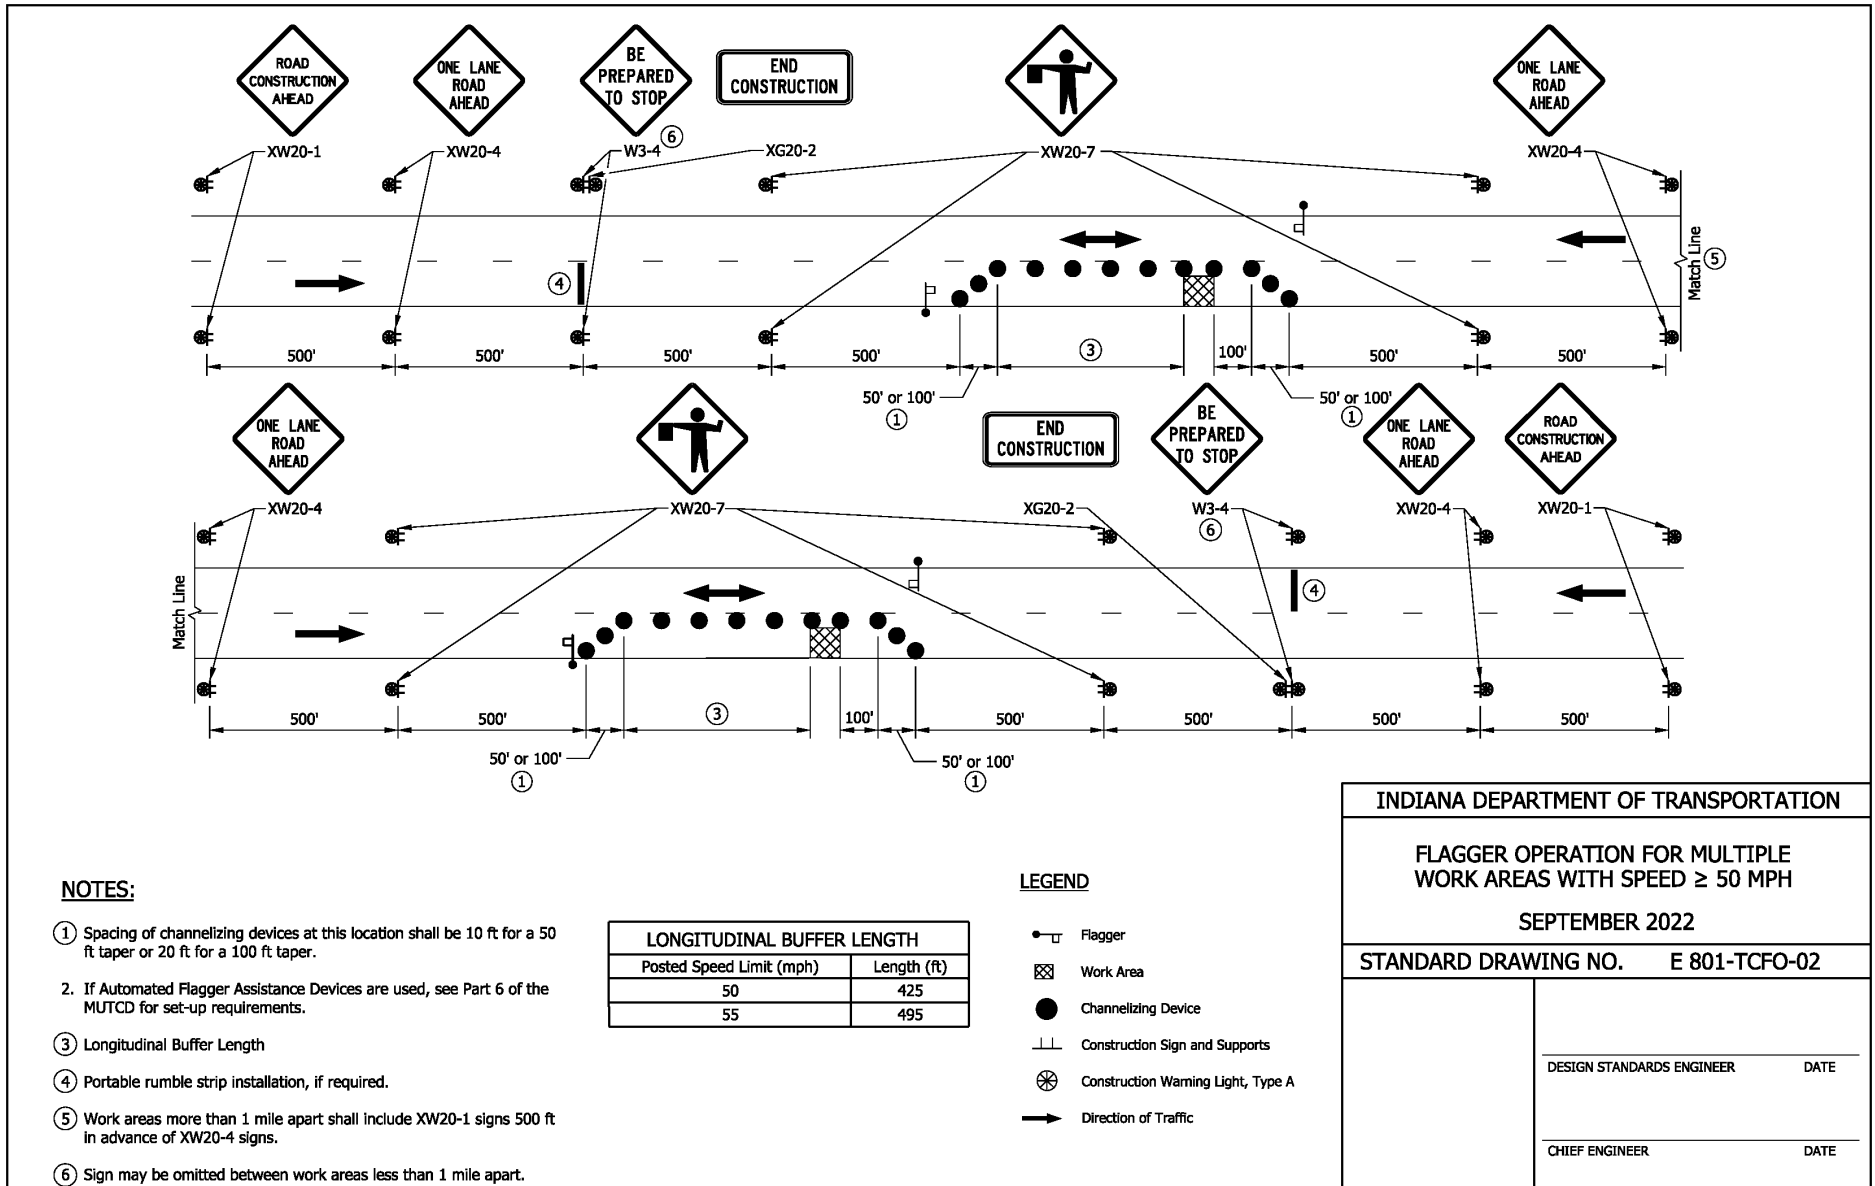 ROAD
CONSTRUCTION
AHEAD
ONE LANE
ROAD
AHEAD
BE
PREPARED
TO STOP
END
CONSTRUCTION
ONE LANE
ROAD
AHEAD
XW20-1
XW20-4
W3-4
6
XG20-2
XW20-7
XW20-4
4
Match Line
5
500'
500'
500'
500'
3
100'
500'
500'
50' or 100'
1
50' or 100'
1
ONE LANE
ROAD
AHEAD
END
CONSTRUCTION
BE
PREPARED
TO STOP
ONE LANE
ROAD
AHEAD
ROAD
CONSTRUCTION
AHEAD
XW20-4
XW20-7
XG20-2
W3-4
6
XW20-4
XW20-1
Match Line
4
500'
500'
3
100'
500'
500'
500'
500'
50' or 100'
1
50' or 100'
1
NOTES:
1 Spacing of channelizing devices at this location shall be 10 ft for a 50
ft taper or 20 ft for a 100 ft taper.
2. If Automated Flagger Assistance Devices are used, see Part 6 of the
MUTCD for set-up requirements.
3 Longitudinal Buffer Length
4 Portable rumble strip installation, if required.
5 Work areas more than 1 mile apart shall include XW20-1 signs 500 ft
in advance of XW20-4 signs.
6 Sign may be omitted between work areas less than 1 mile apart.
LONGITUDINAL BUFFER LENGTH
Posted Speed Limit (mph) Length (ft)
50 425
55 495
LEGEND
Flagger
Work Area
Channelizing Device
Construction Sign and Supports
Construction Warning Light, Type A
Direction of Traffic
INDIANA DEPARTMENT OF TRANSPORTATION
FLAGGER OPERATION FOR MULTIPLE
WORK AREAS WITH SPEED ≥ 50 MPH
SEPTEMBER 2022
STANDARD DRAWING NO. E 801-TCFO-02
DESIGN STANDARDS ENGINEER DATE
CHIEF ENGINEER DATE